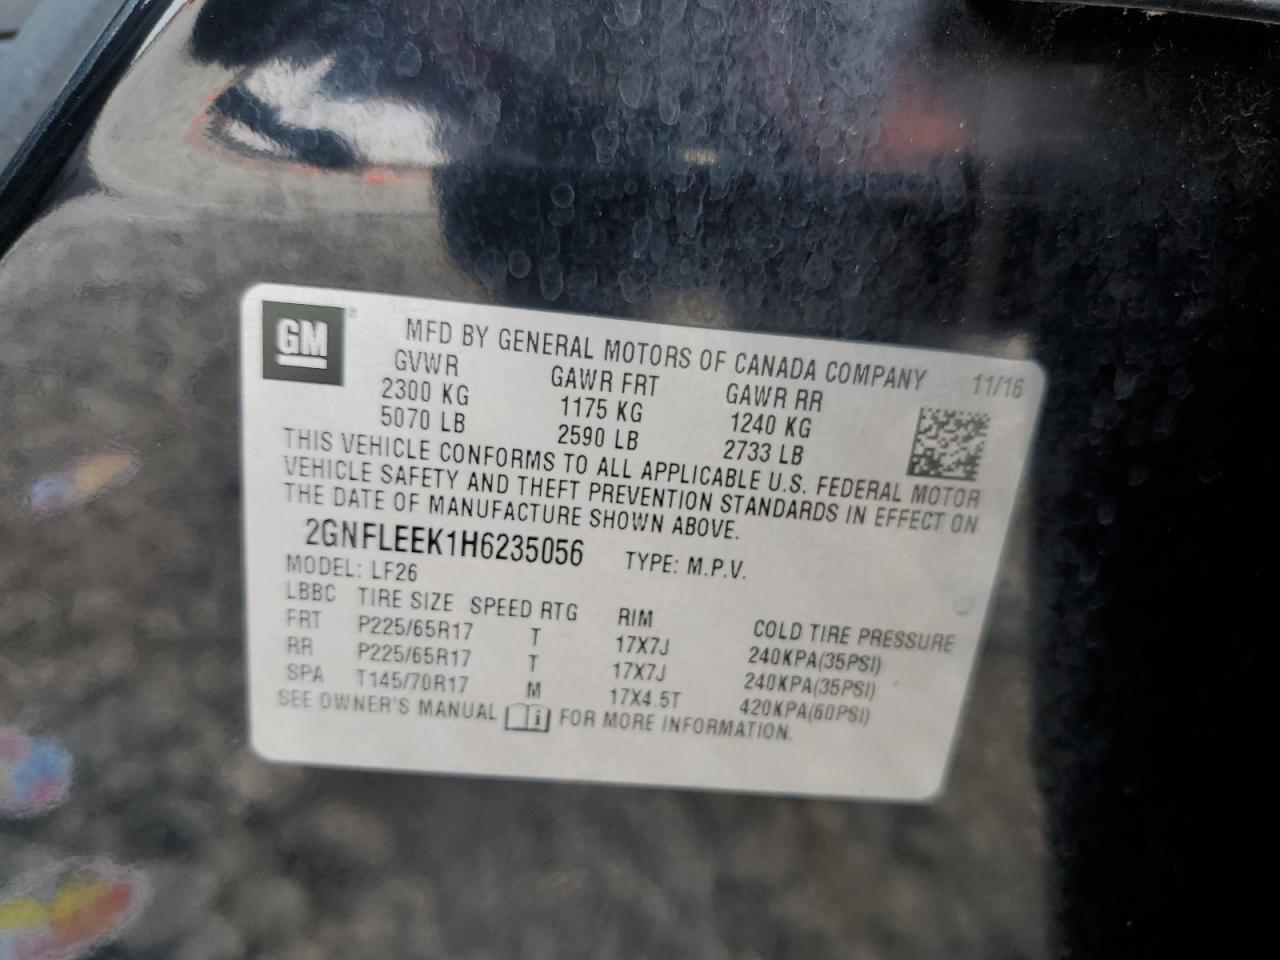 GM
MFD BY GENERAL MOTORS OF CANADA COMPANY 11/16
GVWR GAWR FRT GAWR RR
2300 KG 1175 KG 1240 KG
5070 LB 2590 LB 2733 LB
THIS VEHICLE CONFORMS TO ALL APPLICABLE U.S. FEDERAL MOTOR
VEHICLE SAFETY AND THEFT PREVENTION STANDARDS IN EFFECT ON
THE DATE OF MANUFACTURE SHOWN ABOVE.
2GNFLEEK1H6235056 TYPE: M.P.V.
MODEL: LF26
LBBC TIRE SIZE SPEED RTG RIM COLD TIRE PRESSURE
FRT P225/65R17 T 17X7J 240KPA(35PSI)
RR P225/65R17 T 17X7J 240KPA(35PSI)
SPA T145/70R17 M 17X4.5T 420KPA(60PSI)
SEE OWNER'S MANUAL i FOR MORE INFORMATION.